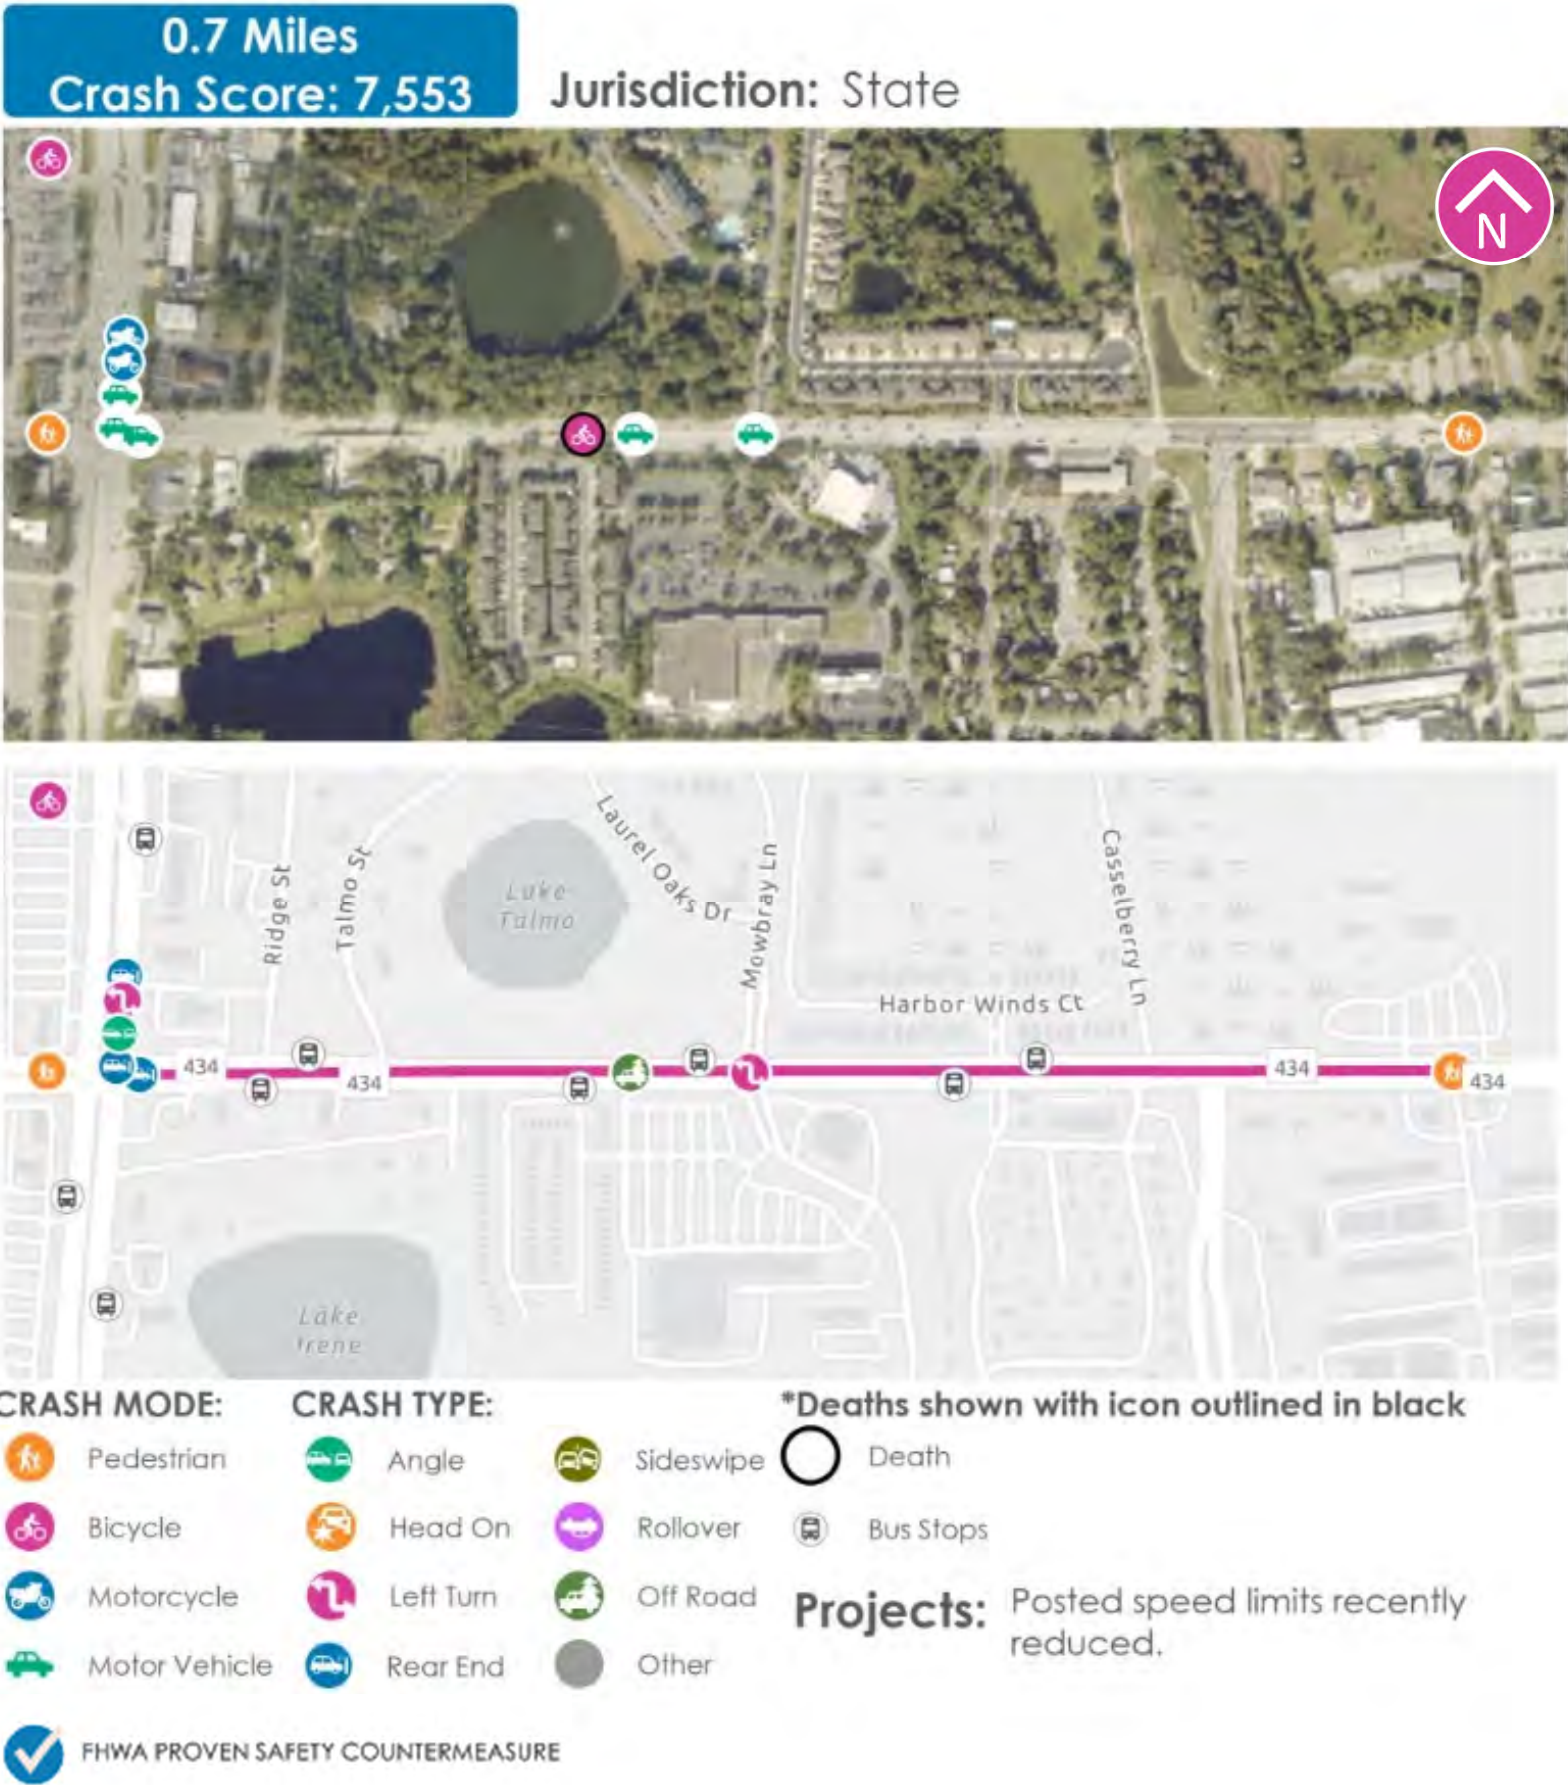 0.7 Miles
Crash Score: 7,553
Jurisdiction: State
N
Laurel Oaks Dr
Ridge St
Talmo St
Lake
Talmo
Mowbray Ln
Casselberry Ln
Harbor Winds Ct
434
434
434
434
Lake
Irene
CRASH MODE:
CRASH TYPE:
*Deaths shown with icon outlined in black
Pedestrian
Angle
Sideswipe
Death
Bicycle
Head On
Rollover
Bus Stops
Motorcycle
Left Turn
Off Road
Projects: Posted speed limits recently
reduced.
Motor Vehicle
Rear End
Other
FHWA PROVEN SAFETY COUNTERMEASURE